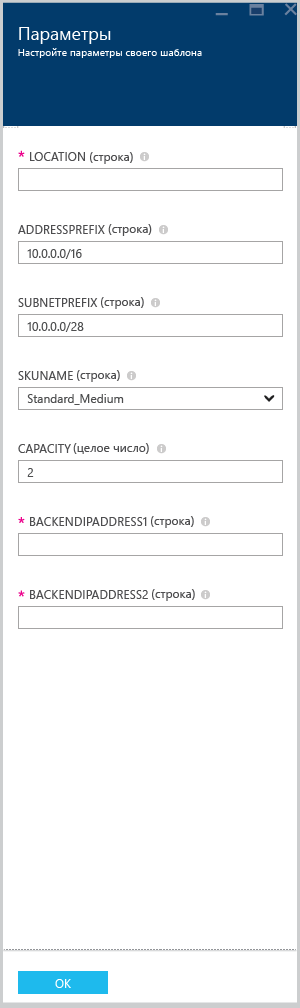 Параметры
Настройте параметры своего шаблона
* LOCATION (строка)
ADDRESSPREFIX (строка)
10.0.0.0/16
SUBNETPREFIX (строка)
10.0.0.0/28
SKUNAME (строка)
Standard_Medium
CAPACITY (целое число)
2
* BACKENDIPADDRESS1 (строка)
* BACKENDIPADDRESS2 (строка)
OK